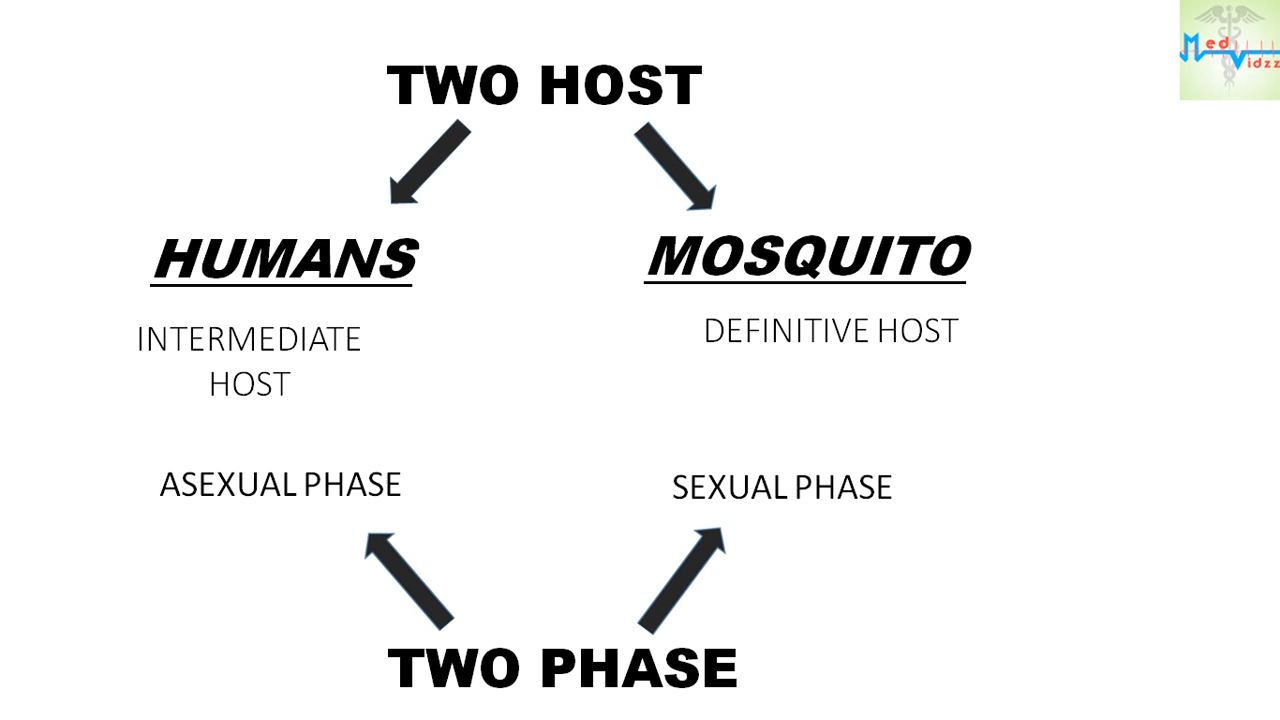 Med
Vidzz
TWO HOST
HUMANS
MOSQUITO
INTERMEDIATE
HOST
DEFINITIVE HOST
ASEXUAL PHASE
SEXUAL PHASE
TWO PHASE